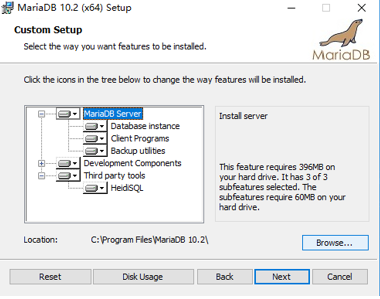 MariaDB 10.2 (x64) Setup
Custom Setup
Select the way you want features to be installed.
MariaDB
Click the icons in the tree below to change the way features will be installed.
MariaDB Server
Database instance
Client Programs
Backup utilities
Development Components
Third party tools
HeidiSQL
Install server
This feature requires 396MB on
your hard drive. It has 3 of 3
subfeatures selected. The
subfeatures require 60MB on your
hard drive.
Location: C:\Program Files\MariaDB 10.2\
Browse...
Reset Disk Usage Back Next Cancel